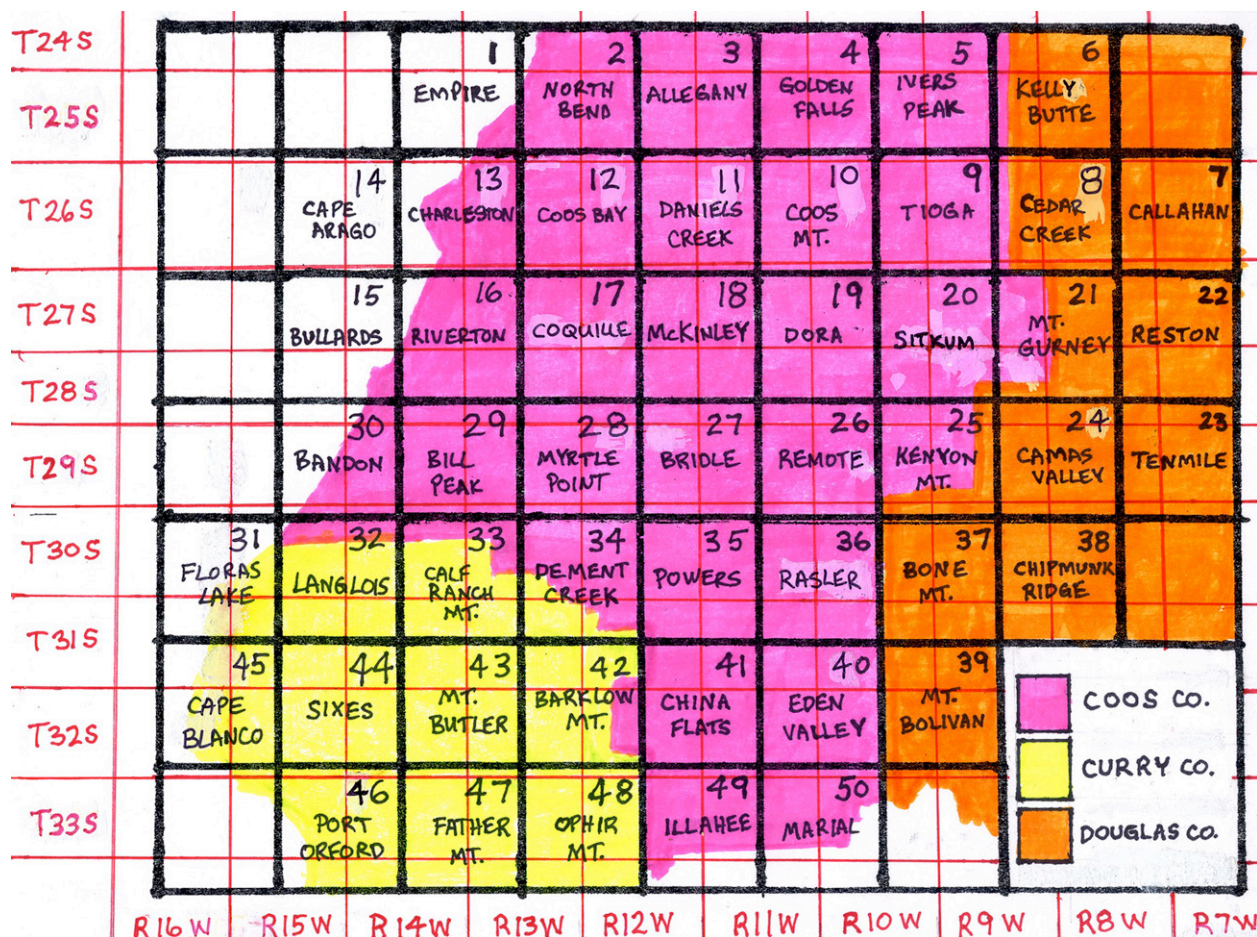 T24S
1
2
3
4
5
6
EMPIRE
NORTH
BEND
ALLEGANY
GOLDEN
FALLS
IVERS
PEAK
KELLY
BUTTE
T25S
T26S
14
13
12
11
10
9
8
7
CAPE
ARAGO
CHARLESTON
COOS BAY
DANIELS
CREEK
COOS
MT.
TIOGA
CEDAR
CREEK
CALLAHAN
T27S
15
16
17
18
19
20
21
22
BULLARDS
RIVERTON
COQUILLE
McKINLEY
DORA
SITKUM
MT.
GURNEY
RESTON
T28S
T29S
30
29
28
27
26
25
24
23
BANDON
BILL
PEAK
MYRTLE
POINT
BRIDLE
REMOTE
KENYON
MT.
CAMAS
VALLEY
TENMILE
T30S
31
32
33
34
35
36
37
38
FLORAS
LAKE
LANGLOIS
CALF
RANCH
MT.
DEMENT
CREEK
POWERS
RASLER
BONE
MT.
CHIPMUNK
RIDGE
T31S
45
44
43
42
41
40
39
CAPE
BLANCO
SIXES
MT.
BUTLER
BARKLOW
MT.
CHINA
FLATS
EDEN
VALLEY
MT.
BOLIVAN
T32S
COOS CO.
CURRY CO.
DOUGLAS CO.
T33S
46
47
48
49
50
PORT
ORFORD
FATHER
MT.
OPHIR
MT.
ILLAHEE
MARIAL
R16W
R15W
R14W
R13W
R12W
R11W
R10W
R9W
R8W
R7W